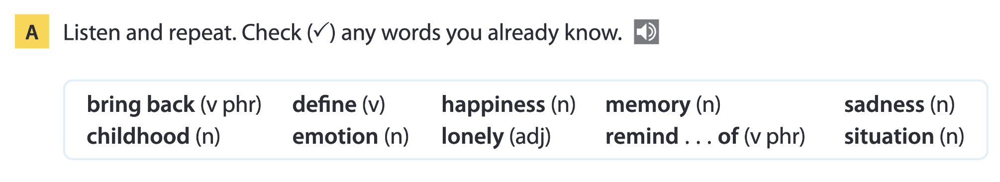 A Listen and repeat. Check (✓) any words you already know.
bring back (v phr) define (v) happiness (n) memory (n) sadness (n)
childhood (n) emotion (n) lonely (adj) remind . . . of (v phr) situation (n)